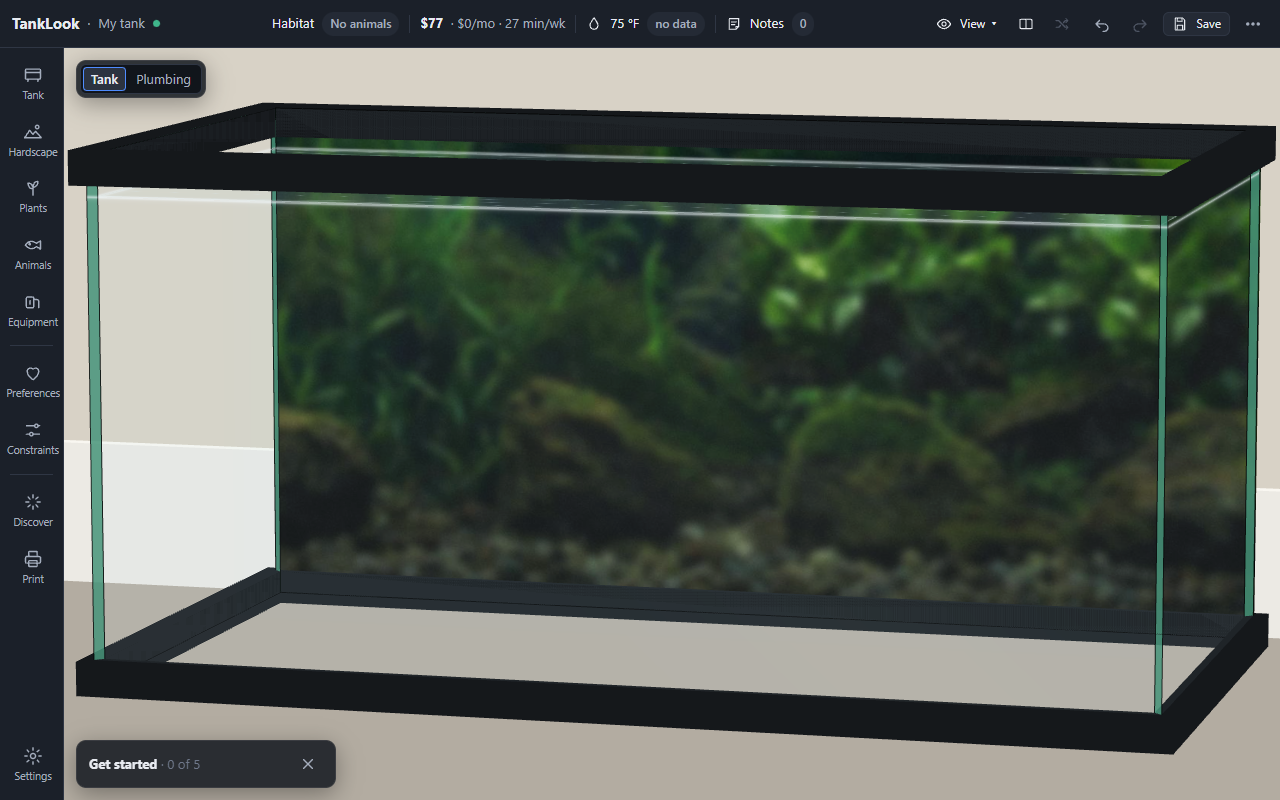 TankLook · My tank
Habitat No animals $77 · $0/mo · 27 min/wk 75 °F no data Notes 0
View Save
Tank Plumbing
Tank
Hardscape
Plants
Animals
Equipment
Preferences
Constraints
Discover
Print
Settings
Get started · 0 of 5